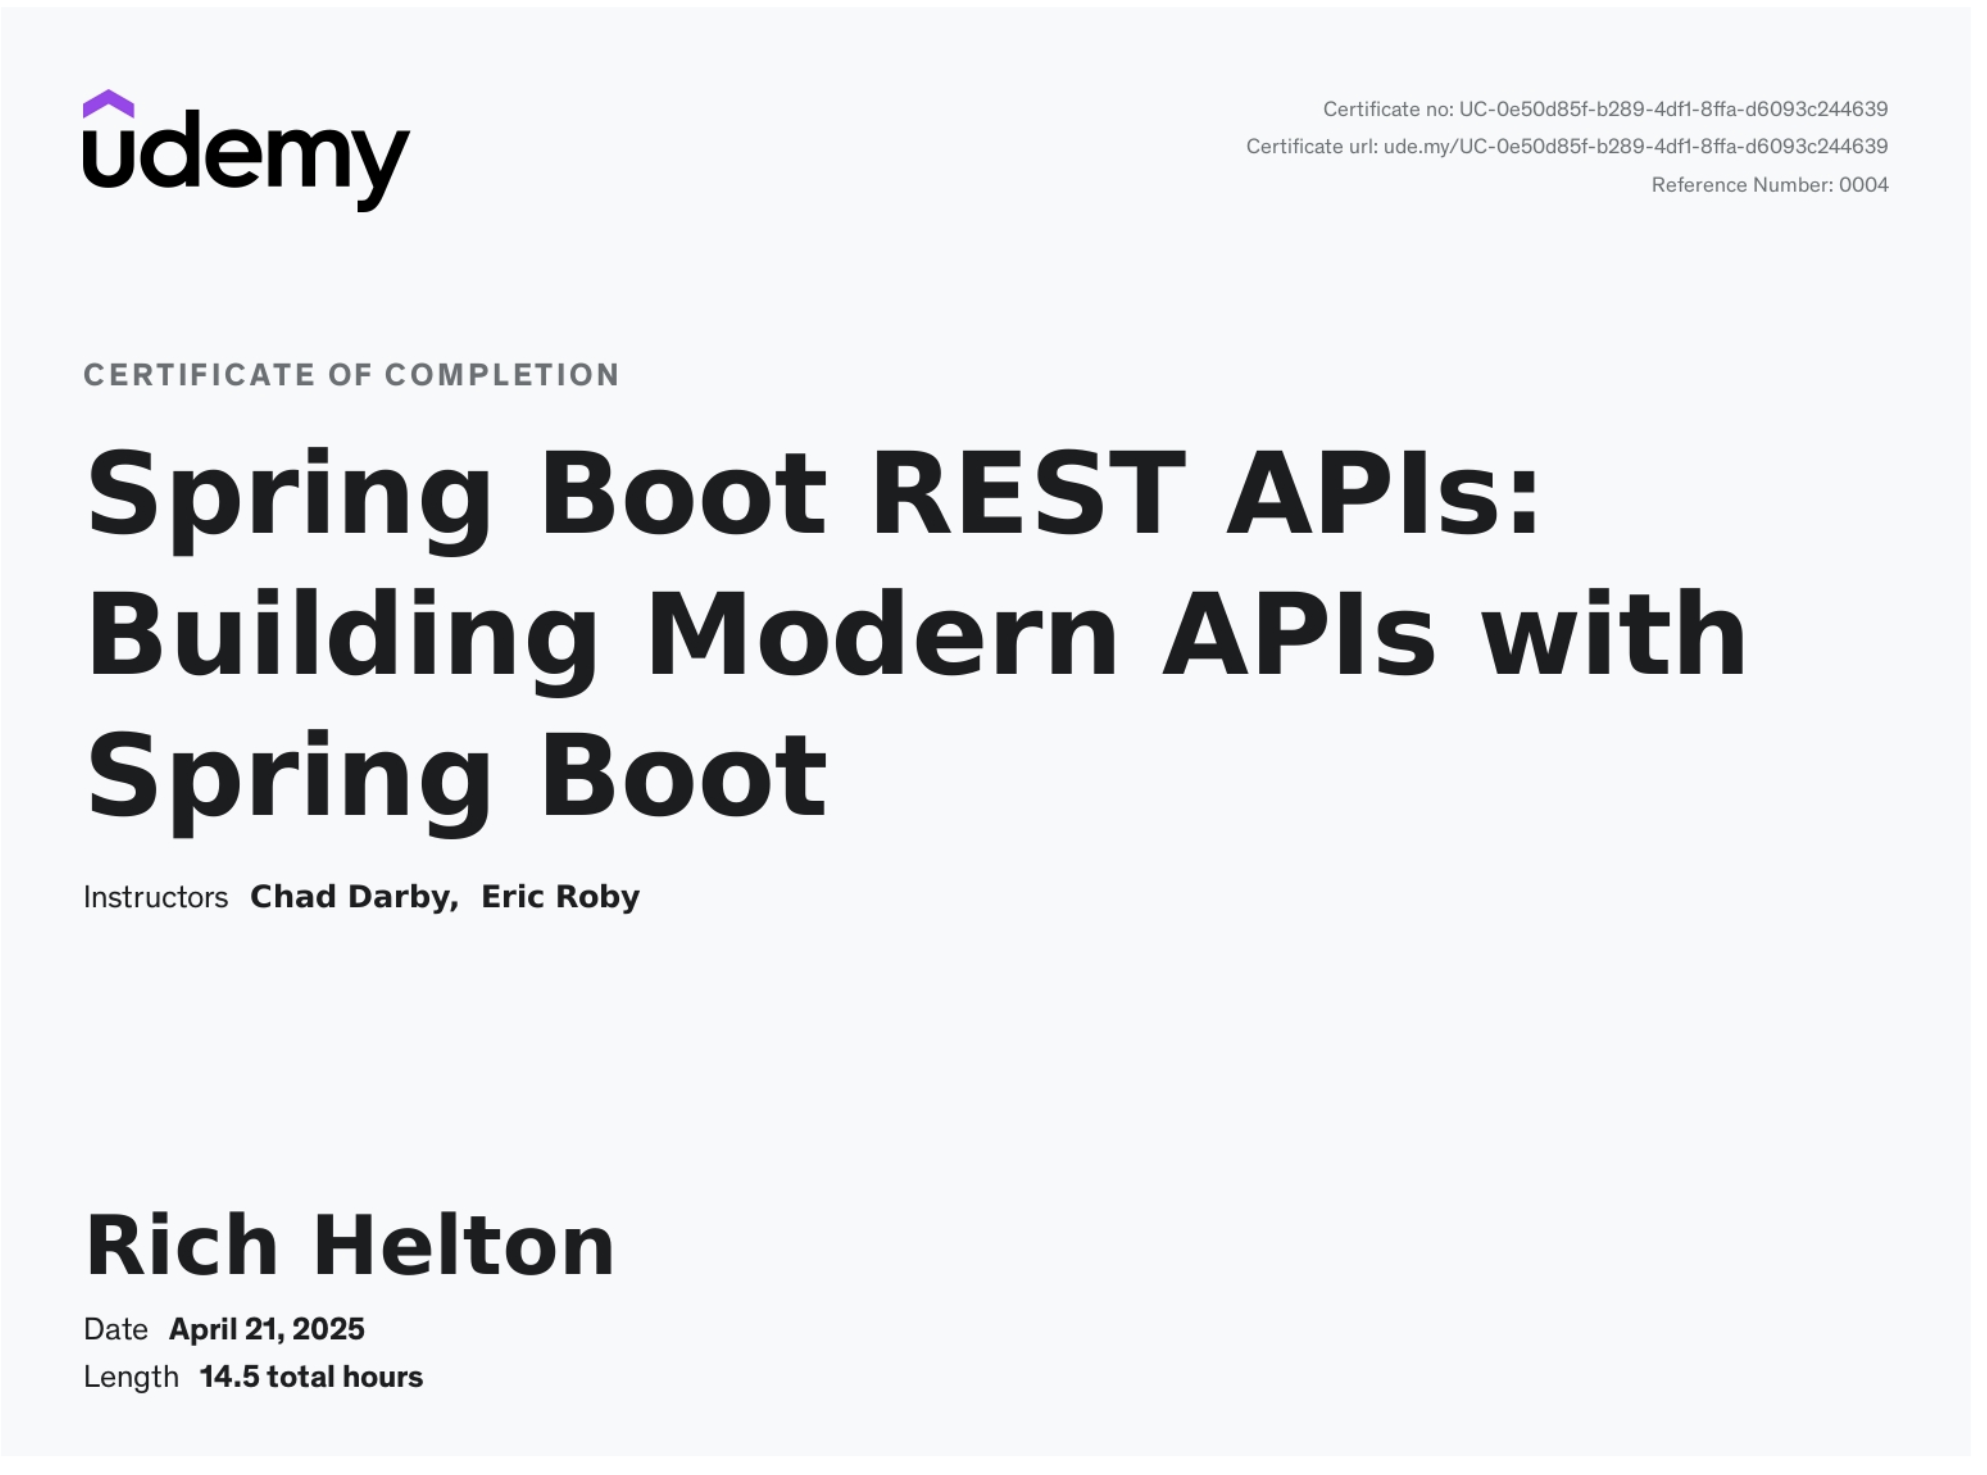 udemy
Certificate no: UC-0e50d85f-b289-4df1-8ffa-d6093c244639
Certificate url: ude.my/UC-0e50d85f-b289-4df1-8ffa-d6093c244639
Reference Number: 0004
CERTIFICATE OF COMPLETION
Spring Boot REST APIs:
Building Modern APIs with
Spring Boot
Instructors Chad Darby, Eric Roby
Rich Helton
Date April 21, 2025
Length 14.5 total hours